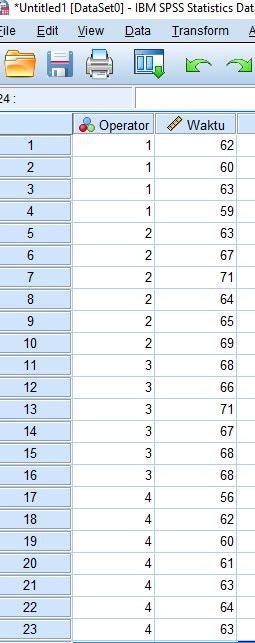 *Untitled1 [DataSet0] - IBM SPSS Statistics Dat
File Edit View Data Transform A
24 :
Operator Waktu
1 1 62
2 1 60
3 1 63
4 1 59
5 2 63
6 2 67
7 2 71
8 2 64
9 2 65
10 2 69
11 3 68
12 3 66
13 3 71
14 3 67
15 3 68
16 3 68
17 4 56
18 4 62
19 4 60
20 4 61
21 4 63
22 4 64
23 4 63